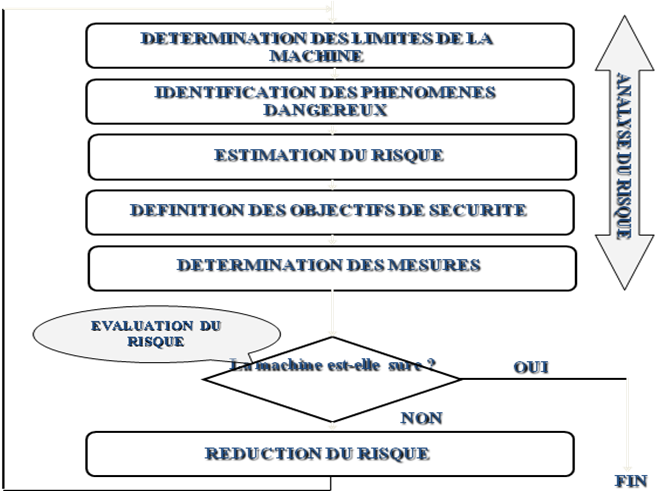 DETERMINATION DES LIMITES DE LA
MACHINE
IDENTIFICATION DES PHENOMENES
DANGEREUX
ESTIMATION DU RISQUE
DEFINITION DES OBJECTIFS DE SECURITE
DETERMINATION DES MESURES
ANALYSE DU RISQUE
EVALUATION DU
RISQUE
La machine est-elle sure ?
OUI
NON
REDUCTION DU RISQUE
FIN